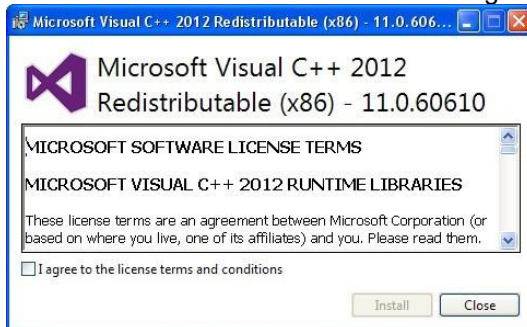 Microsoft Visual C++ 2012 Redistributable (x86) - 11.0.606...
Microsoft Visual C++ 2012
Redistributable (x86) - 11.0.60610
MICROSOFT SOFTWARE LICENSE TERMS
MICROSOFT VISUAL C++ 2012 RUNTIME LIBRARIES
These license terms are an agreement between Microsoft Corporation (or
based on where you live, one of its affiliates) and you. Please read them.
I agree to the license terms and conditions
Install Close